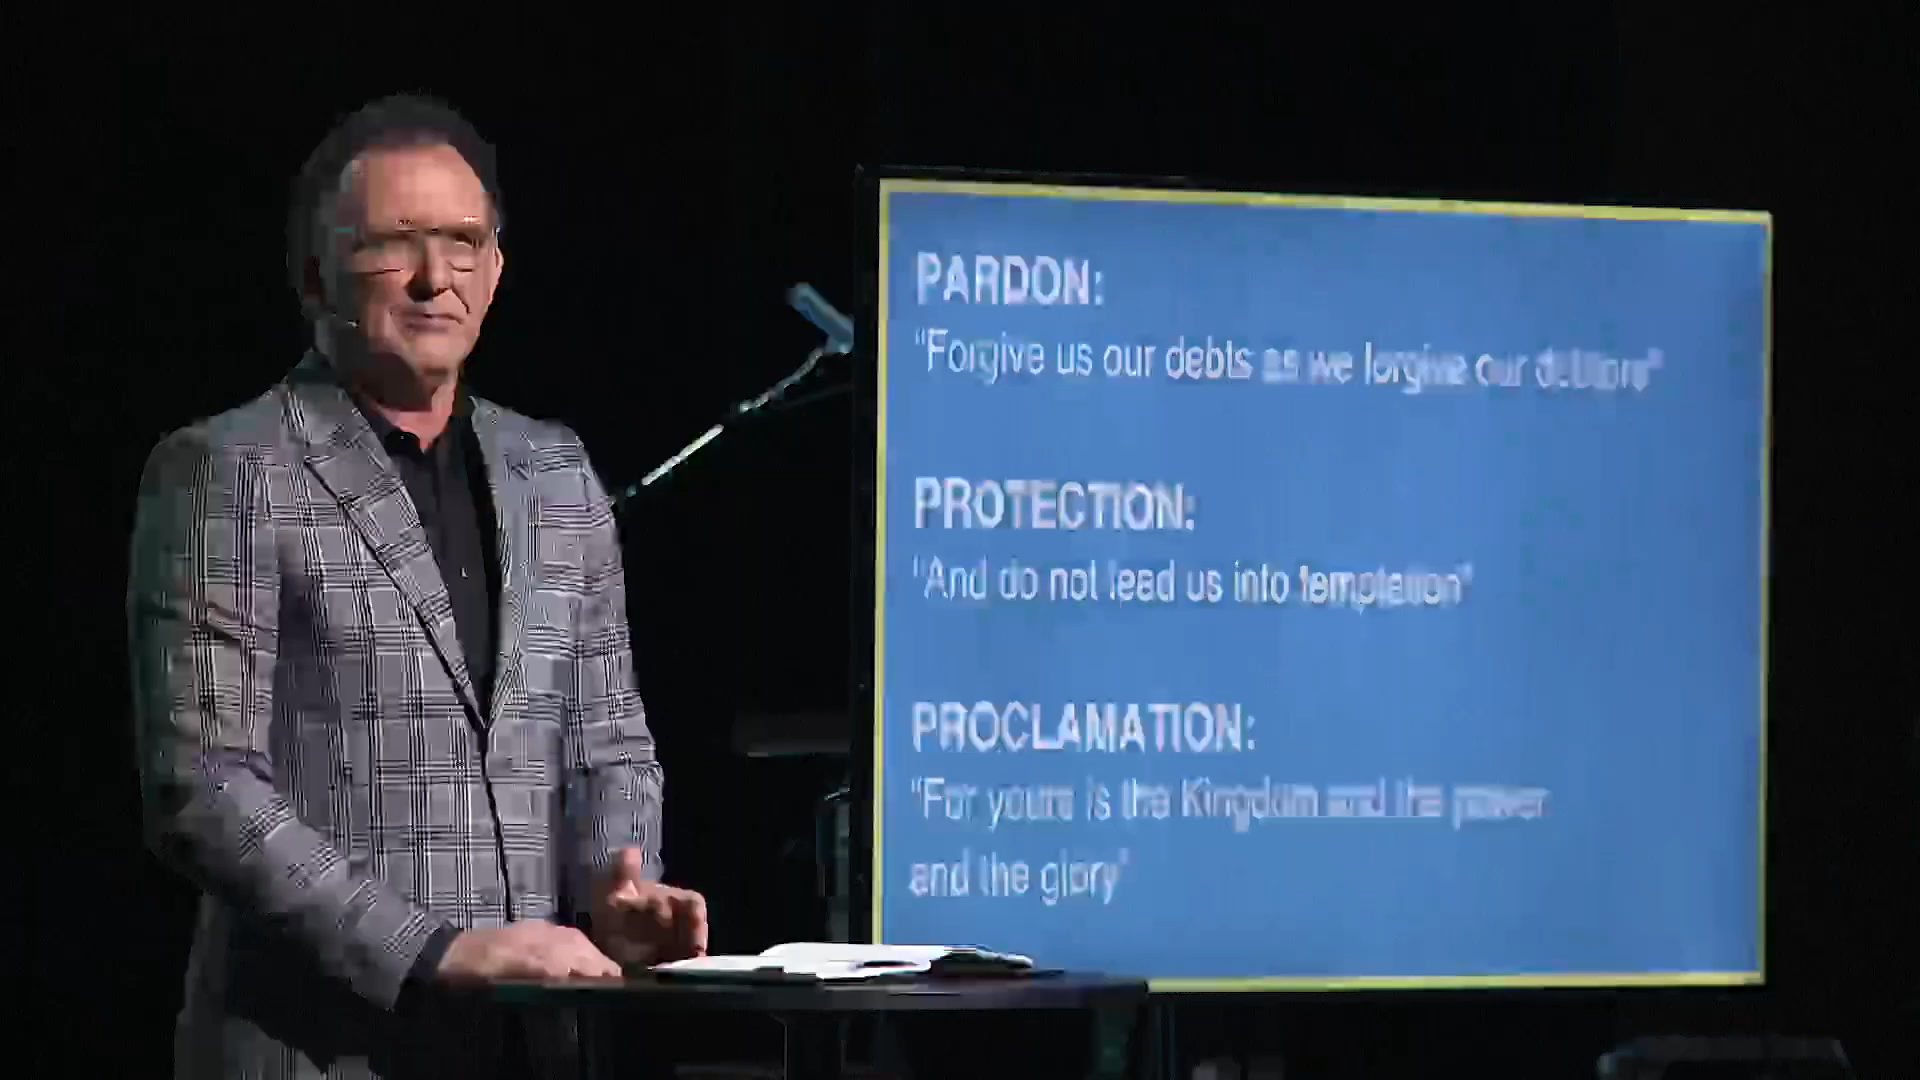 PARDON:
"Forgive us our debts as we forgive our debtors"
PROTECTION:
"And do not lead us into temptation"
PROCLAMATION:
"For yours is the Kingdom and the power
and the glory"